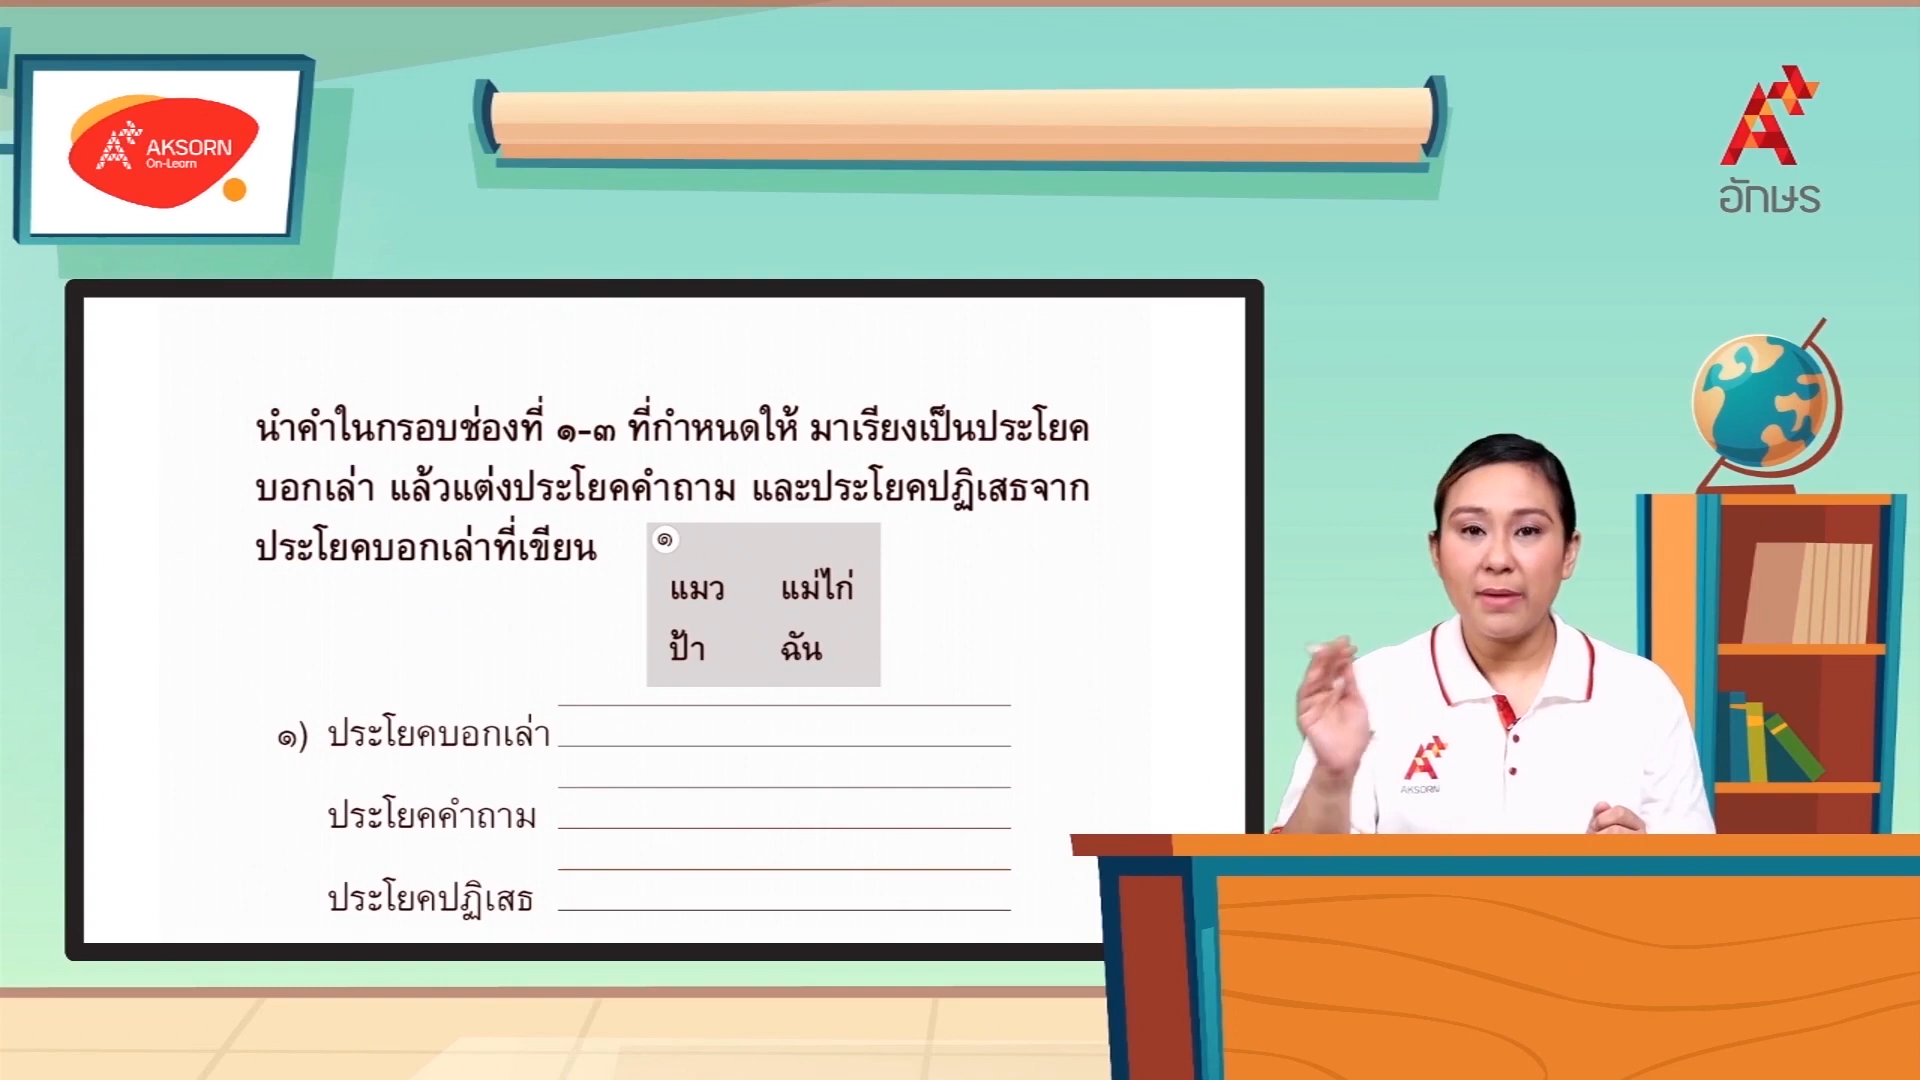 AKSORN
On-Learn
อักษร
นำคำในกรอบช่องที่ ๑-๓ ที่กำหนดให้ มาเรียงเป็นประโยค
บอกเล่า แล้วแต่งประโยคคำถาม และประโยคปฏิเสธจาก
ประโยคบอกเล่าที่เขียน
๑
แมว แม่ไก่
ป้า ฉัน
๑) ประโยคบอกเล่า
ประโยคคำถาม
ประโยคปฏิเสธ
AKSORN